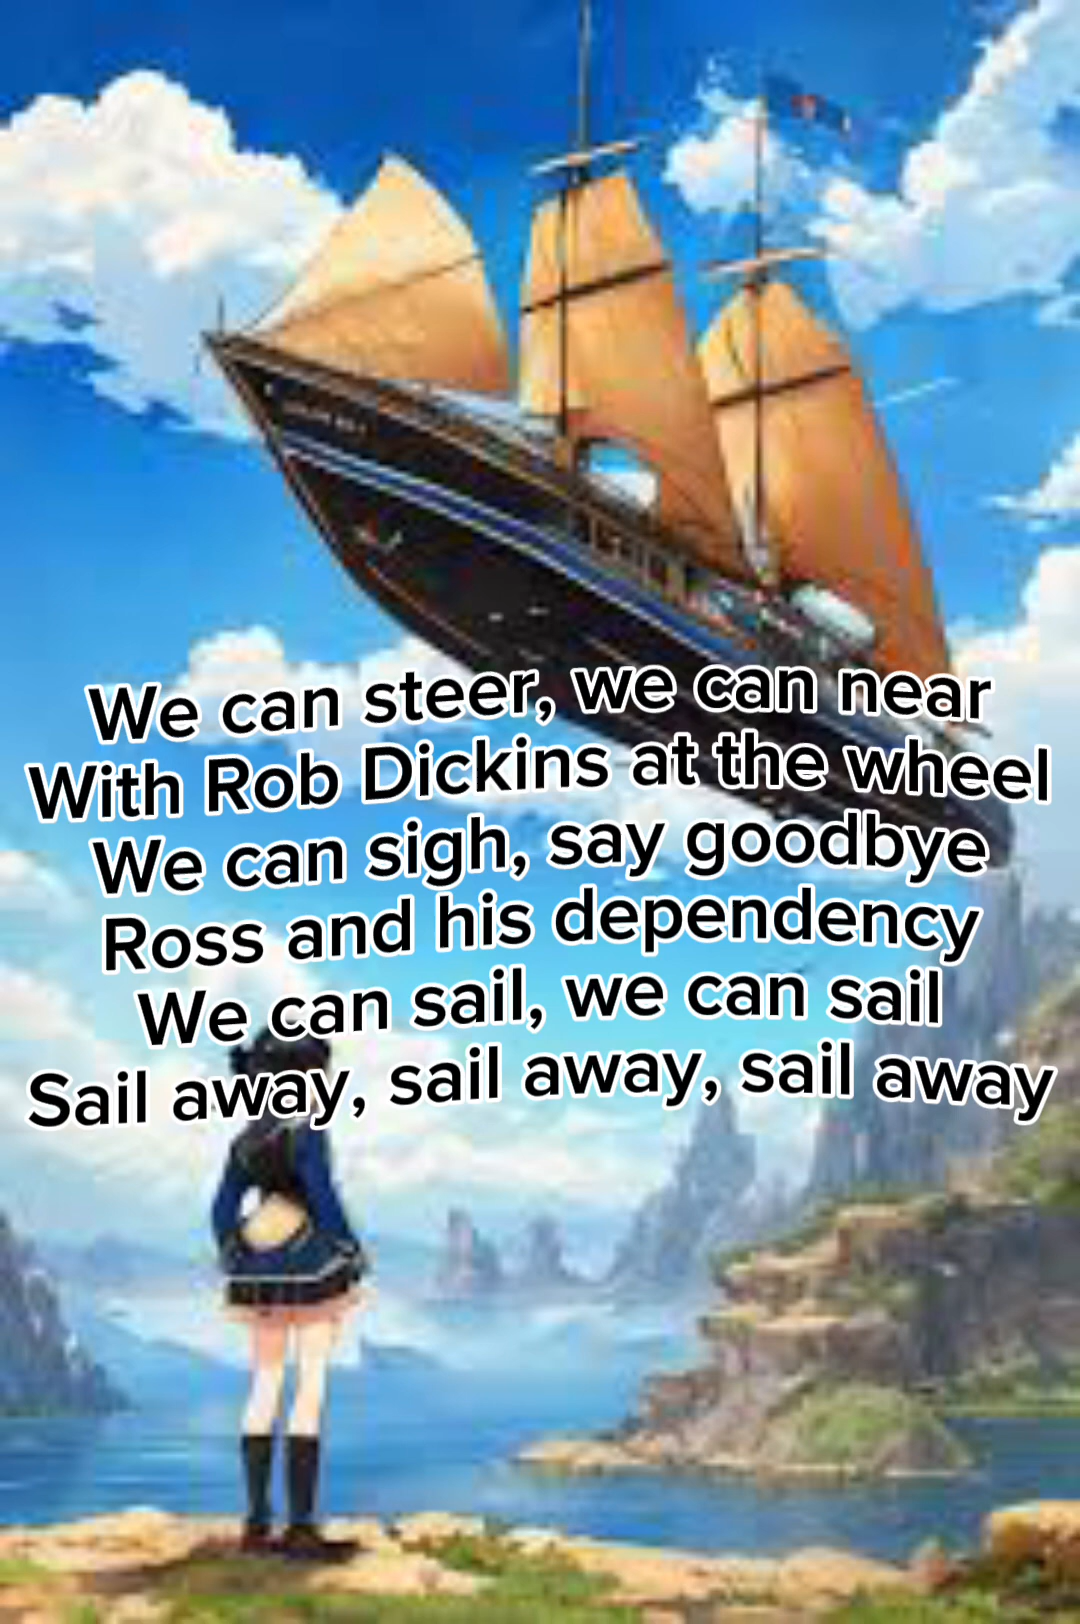 We can steer, we can near
With Rob Dickins at the wheel
We can sigh, say goodbye
Ross and his dependency
We can sail, we can sail
Sail away, sail away, sail away